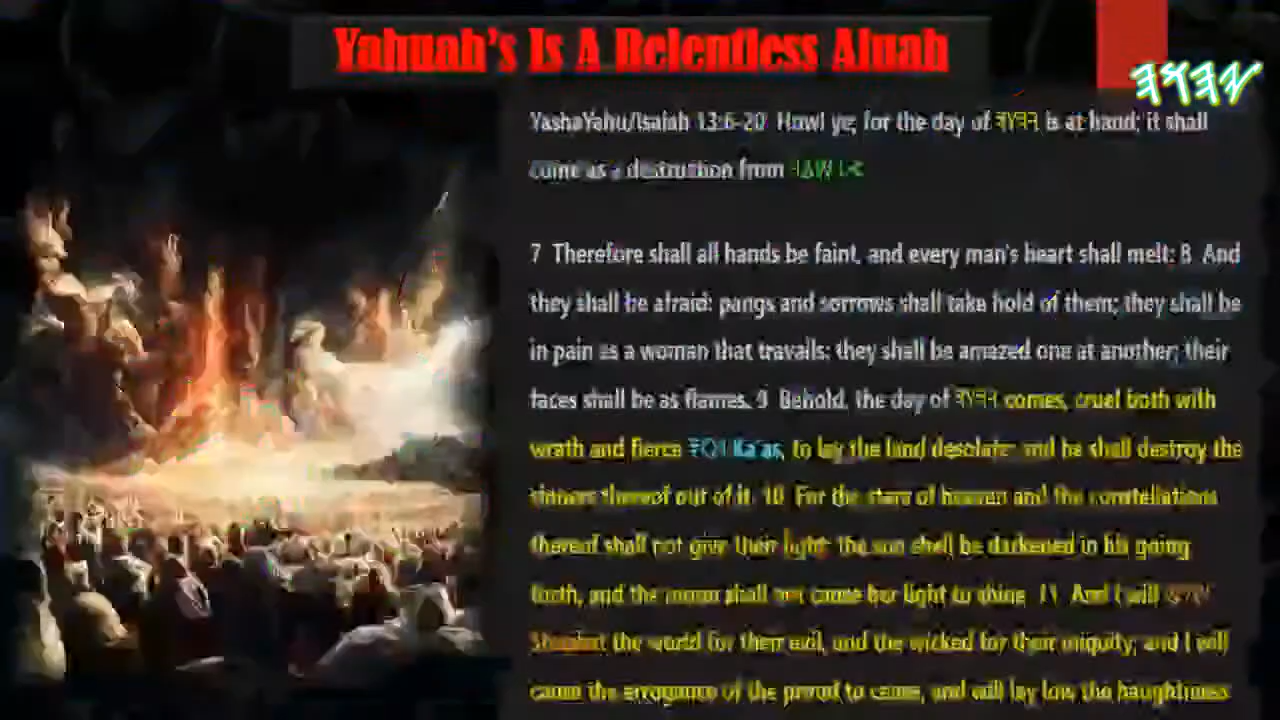 Yahuah's Is A Relentless Aluah
𐤉𐤄𐤅𐤄
YashaYahu/Isaiah 13:6-20 Howl ye; for the day of 𐤉𐤄𐤅𐤄 is at hand; it shall
come as a destruction from
7 Therefore shall all hands be faint, and every man's heart shall melt: 8 And
they shall be afraid: pangs and sorrows shall take hold of them; they shall be
in pain as a woman that travails: they shall be amazed one at another; their
faces shall be as flames. 9 Behold, the day of 𐤉𐤄𐤅𐤄 comes, cruel both with
wrath and fierce Ka'as, to lay the land desolate: and he shall destroy the
sinners thereof out of it. 10 For the stars of heaven and the constellations
thereof shall not give their light: the sun shall be darkened in his going
forth, and the moon shall not cause her light to shine. 11 And I will
the world for their evil, and the wicked for their iniquity; and I will
cause the arrogance of the proud to cease, and will lay low the haughtiness